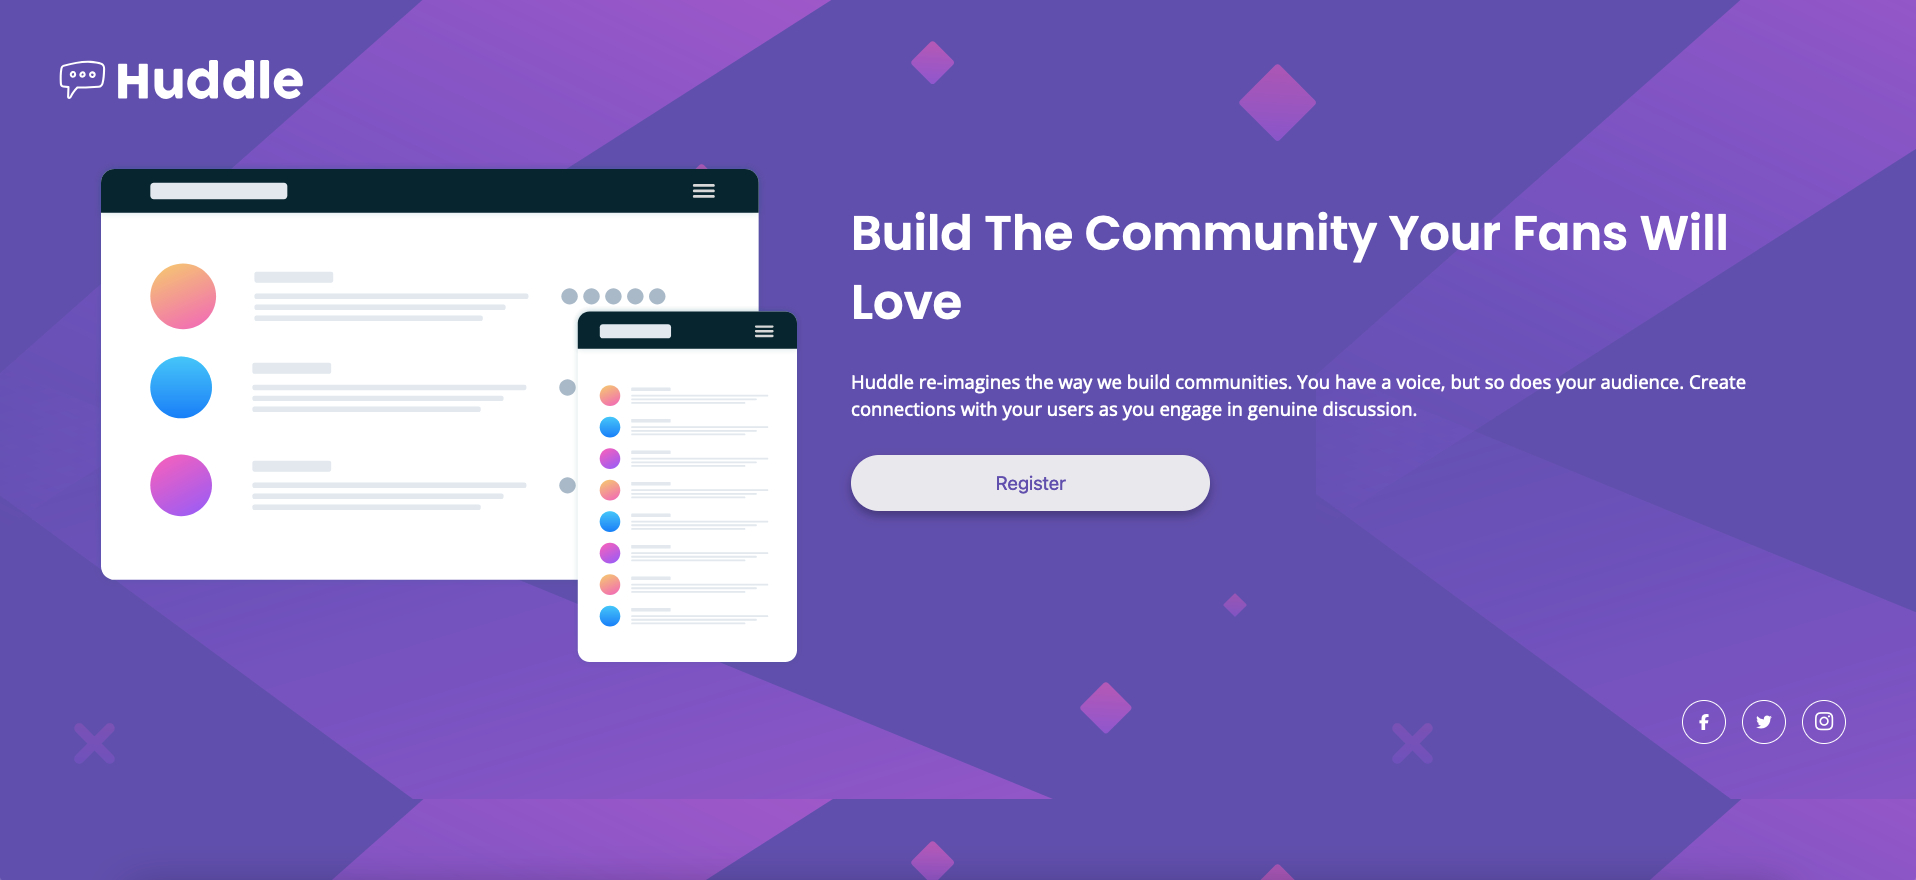 Huddle
Build The Community Your Fans Will
Love
Huddle re-imagines the way we build communities. You have a voice, but so does your audience. Create
connections with your users as you engage in genuine discussion.
Register